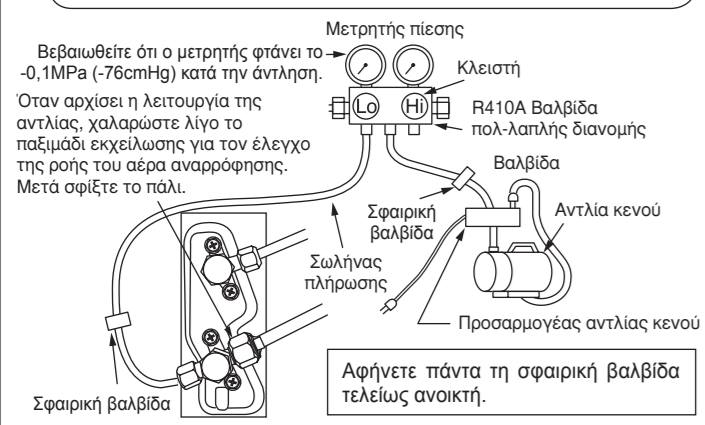 Μετρητής πίεσης
Βεβαιωθείτε ότι ο μετρητής φτάνει το
-0,1MPa (-76cmHg) κατά την άντληση.
Κλειστή
Όταν αρχίσει η λειτουργία της
αντλίας, χαλαρώστε λίγο το
παξιμάδι εκχείλωσης για τον έλεγχο
της ροής του αέρα αναρρόφησης.
Μετά σφίξτε το πάλι.
Lo
Hi
R410A Βαλβίδα
πολ-λαπλής διανομής
Βαλβίδα
Σφαιρική
βαλβίδα
Αντλία κενού
Σωλήνας
πλήρωσης
Προσαρμογέας αντλίας κενού
Σφαιρική βαλβίδα
Αφήνετε πάντα τη σφαιρική βαλβίδα
τελείως ανοικτή.